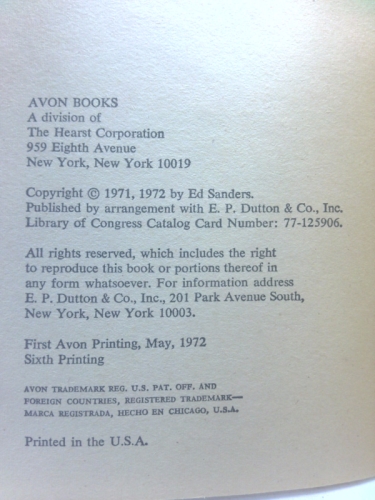 AVON BOOKS
A division of
The Hearst Corporation
959 Eighth Avenue
New York, New York 10019
Copyright © 1971, 1972 by Ed Sanders.
Published by arrangement with E. P. Dutton & Co., Inc.
Library of Congress Catalog Card Number: 77-125906.
All rights reserved, which includes the right
to reproduce this book or portions thereof in
any form whatsoever. For information address
E. P. Dutton & Co., Inc., 201 Park Avenue South,
New York, New York 10003.
First Avon Printing, May, 1972
Sixth Printing
AVON TRADEMARK REG. U.S. PAT. OFF. AND
FOREIGN COUNTRIES, REGISTERED TRADEMARK—
MARCA REGISTRADA, HECHO EN CHICAGO, U.S.A.
Printed in the U.S.A.